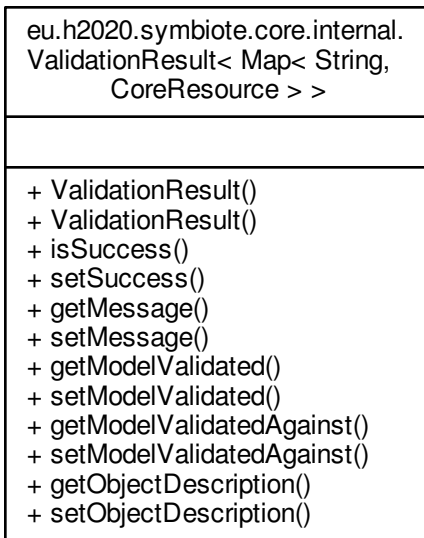 eu.h2020.symbiote.core.internal.
ValidationResult< Map< String,
CoreResource > >
+ ValidationResult()
+ ValidationResult()
+ isSuccess()
+ setSuccess()
+ getMessage()
+ setMessage()
+ getModelValidated()
+ setModelValidated()
+ getModelValidatedAgainst()
+ setModelValidatedAgainst()
+ getObjectDescription()
+ setObjectDescription()